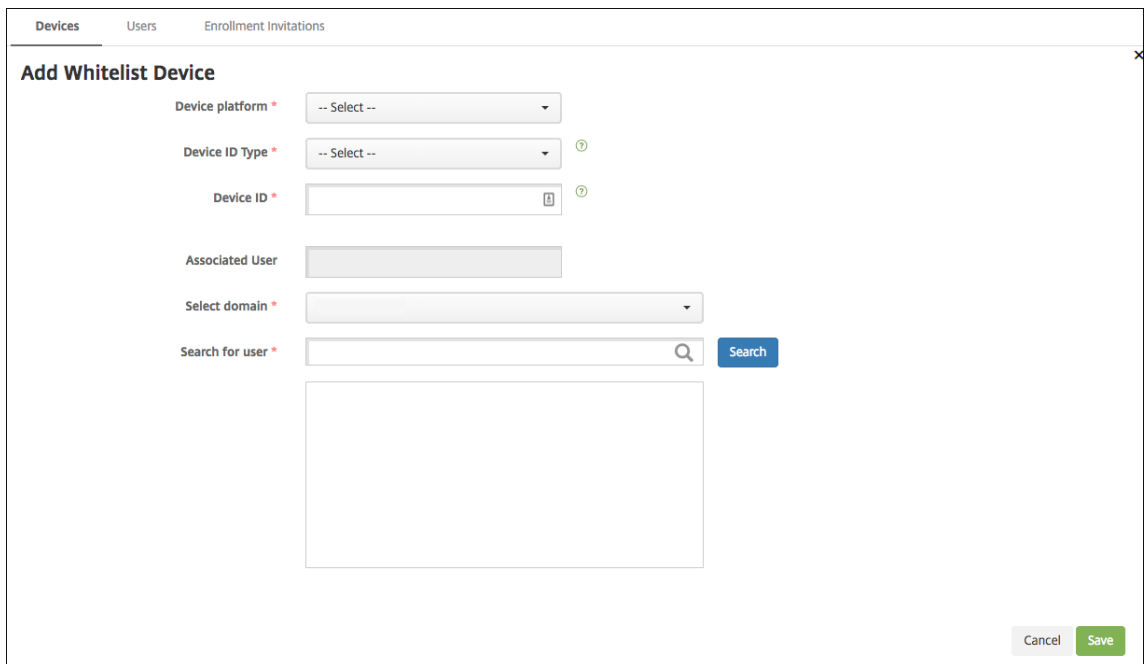 Devices Users Enrollment Invitations
Add Whitelist Device
Device platform * -- Select --
Device ID Type * -- Select --
Device ID *
Associated User
Select domain *
Search for user * Search
Cancel Save